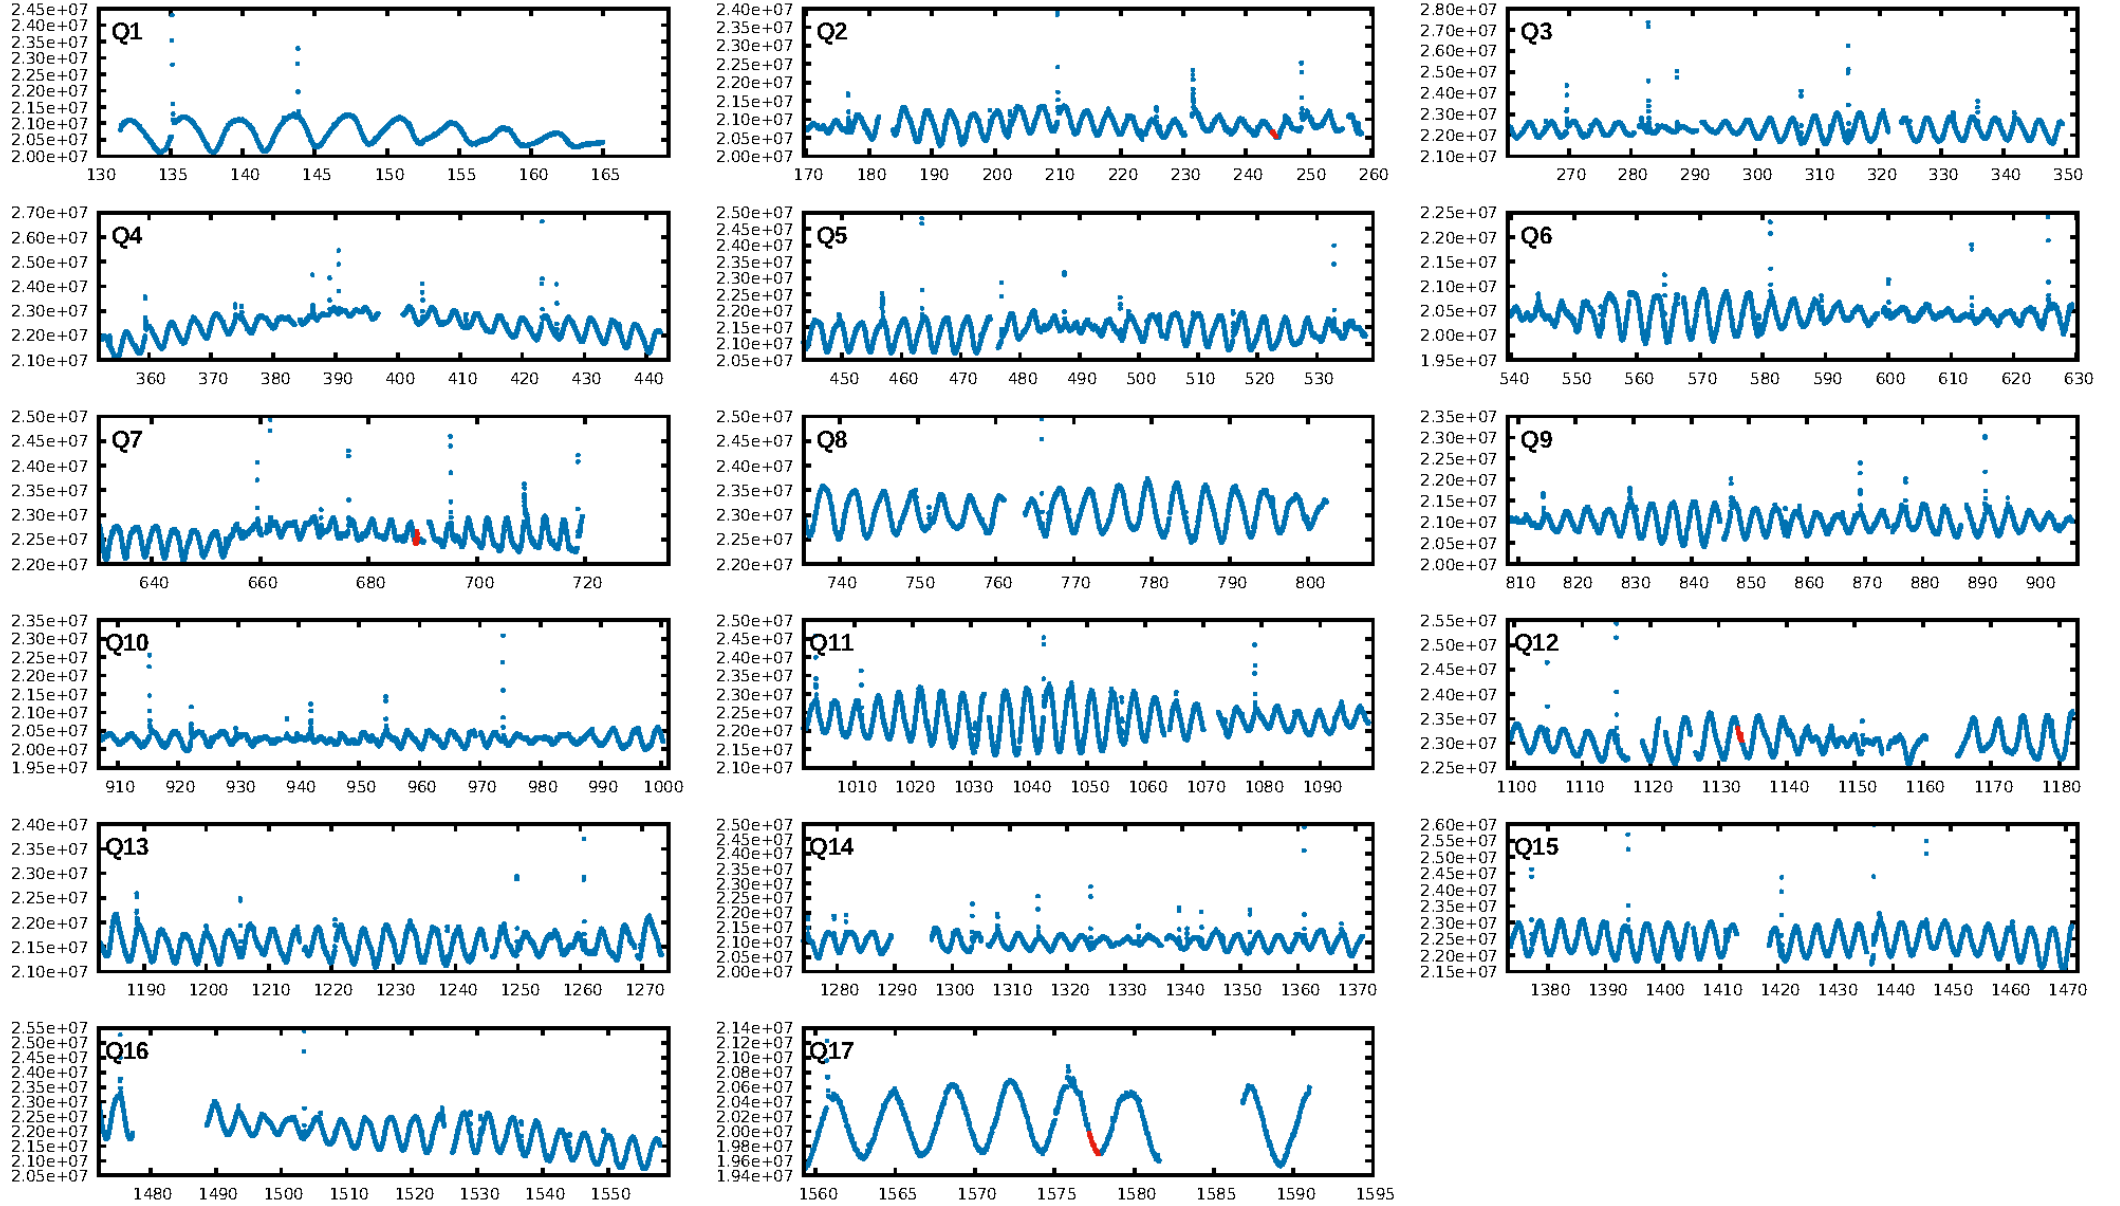 2.45e+07 2.40e+07 2.35e+07 2.30e+07 2.25e+07 2.20e+07 2.15e+07 2.10e+07 2.05e+07 2.00e+07
Q1
130 135 140 145 150 155 160 165
2.40e+07 2.35e+07 2.30e+07 2.25e+07 2.20e+07 2.15e+07 2.10e+07 2.05e+07 2.00e+07
Q2
170 180 190 200 210 220 230 240 250 260
2.80e+07 2.70e+07 2.60e+07 2.50e+07 2.40e+07 2.30e+07 2.20e+07 2.10e+07
Q3
270 280 290 300 310 320 330 340 350
2.70e+07 2.60e+07 2.50e+07 2.40e+07 2.30e+07 2.20e+07 2.10e+07
Q4
360 370 380 390 400 410 420 430 440
2.50e+07 2.45e+07 2.40e+07 2.35e+07 2.30e+07 2.25e+07 2.20e+07 2.15e+07 2.10e+07 2.05e+07
Q5
450 460 470 480 490 500 510 520 530
2.25e+07 2.20e+07 2.15e+07 2.10e+07 2.05e+07 2.00e+07 1.95e+07
Q6
540 550 560 570 580 590 600 610 620 630
2.50e+07 2.45e+07 2.40e+07 2.35e+07 2.30e+07 2.25e+07 2.20e+07
Q7
640 660 680 700 720
2.50e+07 2.45e+07 2.40e+07 2.35e+07 2.30e+07 2.25e+07 2.20e+07
Q8
740 750 760 770 780 790 800
2.35e+07 2.30e+07 2.25e+07 2.20e+07 2.15e+07 2.10e+07 2.05e+07 2.00e+07
Q9
810 820 830 840 850 860 870 880 890 900
2.35e+07 2.30e+07 2.25e+07 2.20e+07 2.15e+07 2.10e+07 2.05e+07 2.00e+07 1.95e+07
Q10
910 920 930 940 950 960 970 980 990 1000
2.50e+07 2.45e+07 2.40e+07 2.35e+07 2.30e+07 2.25e+07 2.20e+07 2.15e+07 2.10e+07
Q11
1010 1020 1030 1040 1050 1060 1070 1080 1090
2.55e+07 2.50e+07 2.45e+07 2.40e+07 2.35e+07 2.30e+07 2.25e+07
Q12
1100 1110 1120 1130 1140 1150 1160 1170 1180
2.40e+07 2.35e+07 2.30e+07 2.25e+07 2.20e+07 2.15e+07 2.10e+07
Q13
1190 1200 1210 1220 1230 1240 1250 1260 1270
2.50e+07 2.45e+07 2.40e+07 2.35e+07 2.30e+07 2.25e+07 2.20e+07 2.15e+07 2.10e+07 2.05e+07 2.00e+07
Q14
1280 1290 1300 1310 1320 1330 1340 1350 1360 1370
2.60e+07 2.55e+07 2.50e+07 2.45e+07 2.40e+07 2.35e+07 2.30e+07 2.25e+07 2.20e+07 2.15e+07
Q15
1380 1390 1400 1410 1420 1430 1440 1450 1460 1470
2.55e+07 2.50e+07 2.45e+07 2.40e+07 2.35e+07 2.30e+07 2.25e+07 2.20e+07 2.15e+07 2.10e+07 2.05e+07
Q16
1480 1490 1500 1510 1520 1530 1540 1550
2.14e+07 2.12e+07 2.10e+07 2.08e+07 2.06e+07 2.04e+07 2.02e+07 2.00e+07 1.98e+07 1.96e+07 1.94e+07
Q17
1560 1565 1570 1575 1580 1585 1590 1595